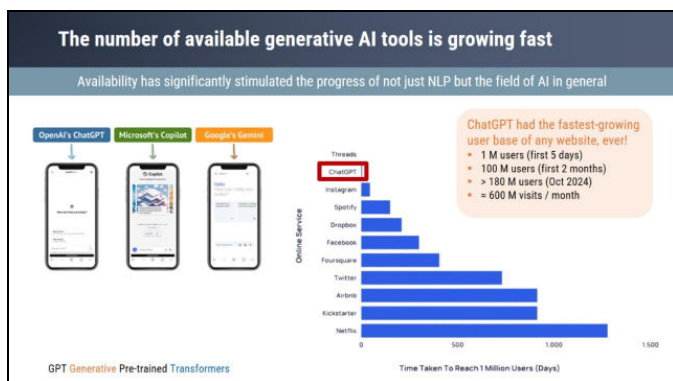 The number of available generative AI tools is growing fast
Availability has significantly stimulated the progress of not just NLP but the field of AI in general
OpenAI's ChatGPT
Microsoft's Copilot
Google's Gemini
Copilot
ChatGPT had the fastest-growing
user base of any website, ever!
▪ 1 M users (first 5 days)
▪ 100 M users (first 2 months)
▪ > 180 M users (Oct 2024)
▪ ≈ 600 M visits / month
Online Service
Threads
ChatGPT
Instagram
Spotify
Dropbox
Facebook
Foursquare
Twitter
Airbnb
Kickstarter
Netflix
0
500
1.000
1.500
Time Taken To Reach 1 Million Users (Days)
GPT Generative Pre-trained Transformers